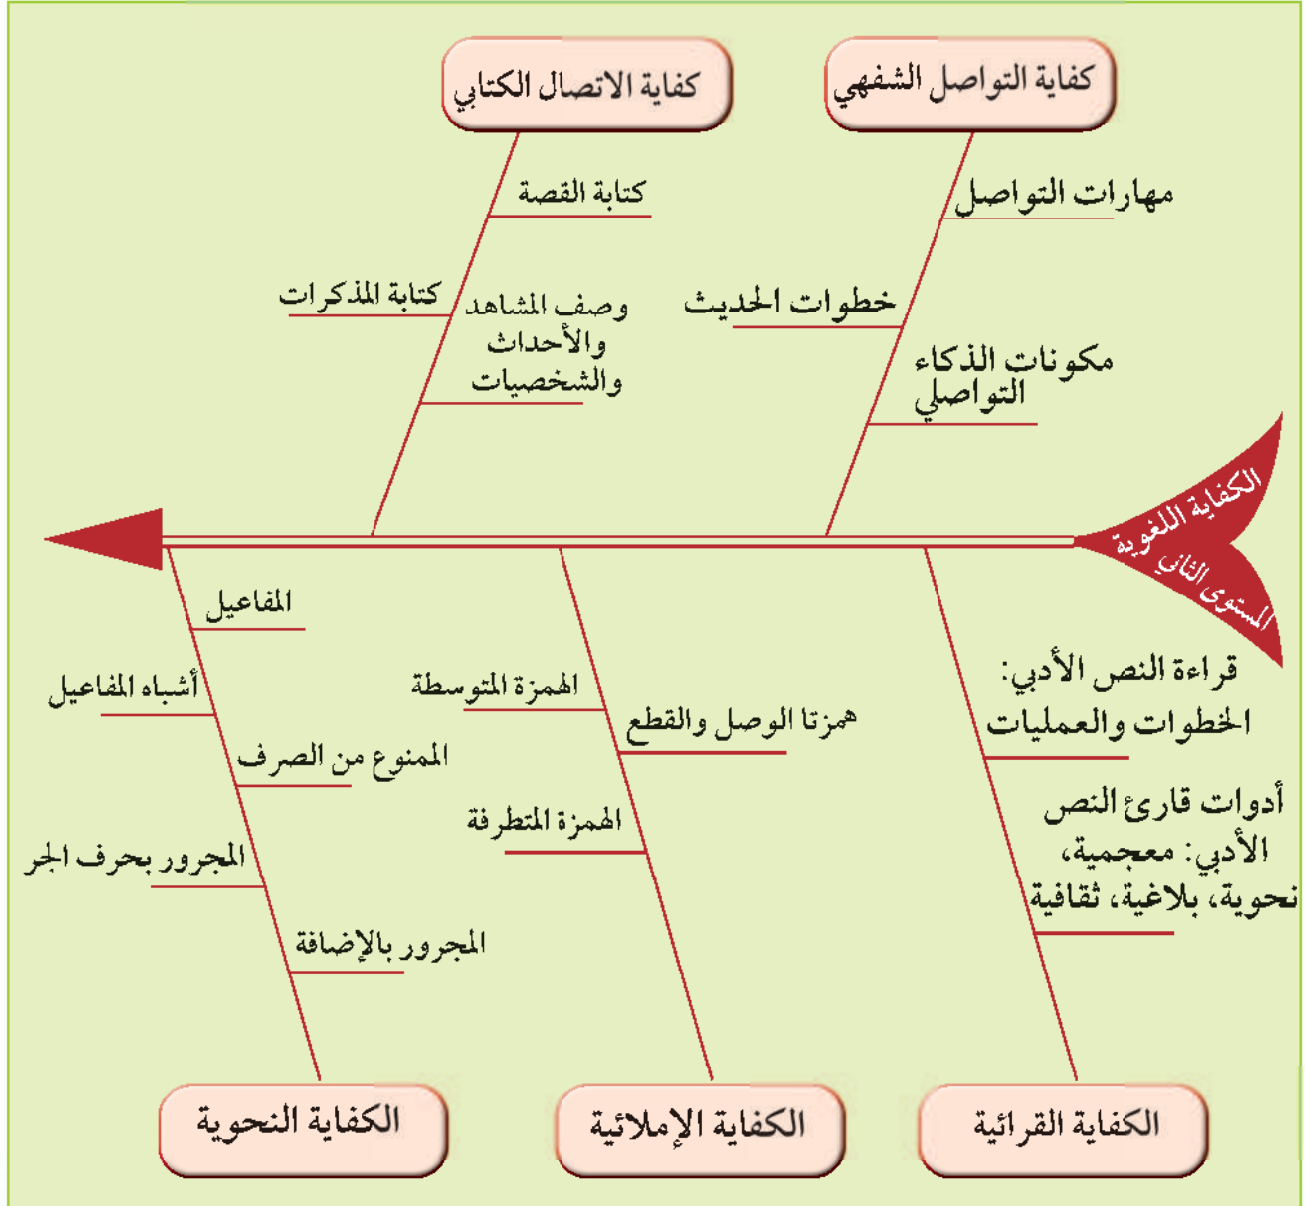 كفاية التواصل الشفهي
كفاية الاتصال الكتابي
مهارات التواصل
خطوات الحديث
مكونات الذكاء
التواصلي
كتابة القصة
كتابة المذكرات
وصف المشاهد
والأحداث
والشخصيات
الكفاية اللغوية
المستوى الثاني
قراءة النص الأدبي:
الخطوات والعمليات
أدوات قارئ النص
الأدبي: معجمية،
نحوية، بلاغية، ثقافية
الهمزة المتوسطة
همزتا الوصل والقطع
الهمزة المتطرفة
المفاعيل
أشباه المفاعيل
الممنوع من الصرف
المجرور بحرف الجر
المجرور بالإضافة
الكفاية القرائية
الكفاية الإملائية
الكفاية النحوية